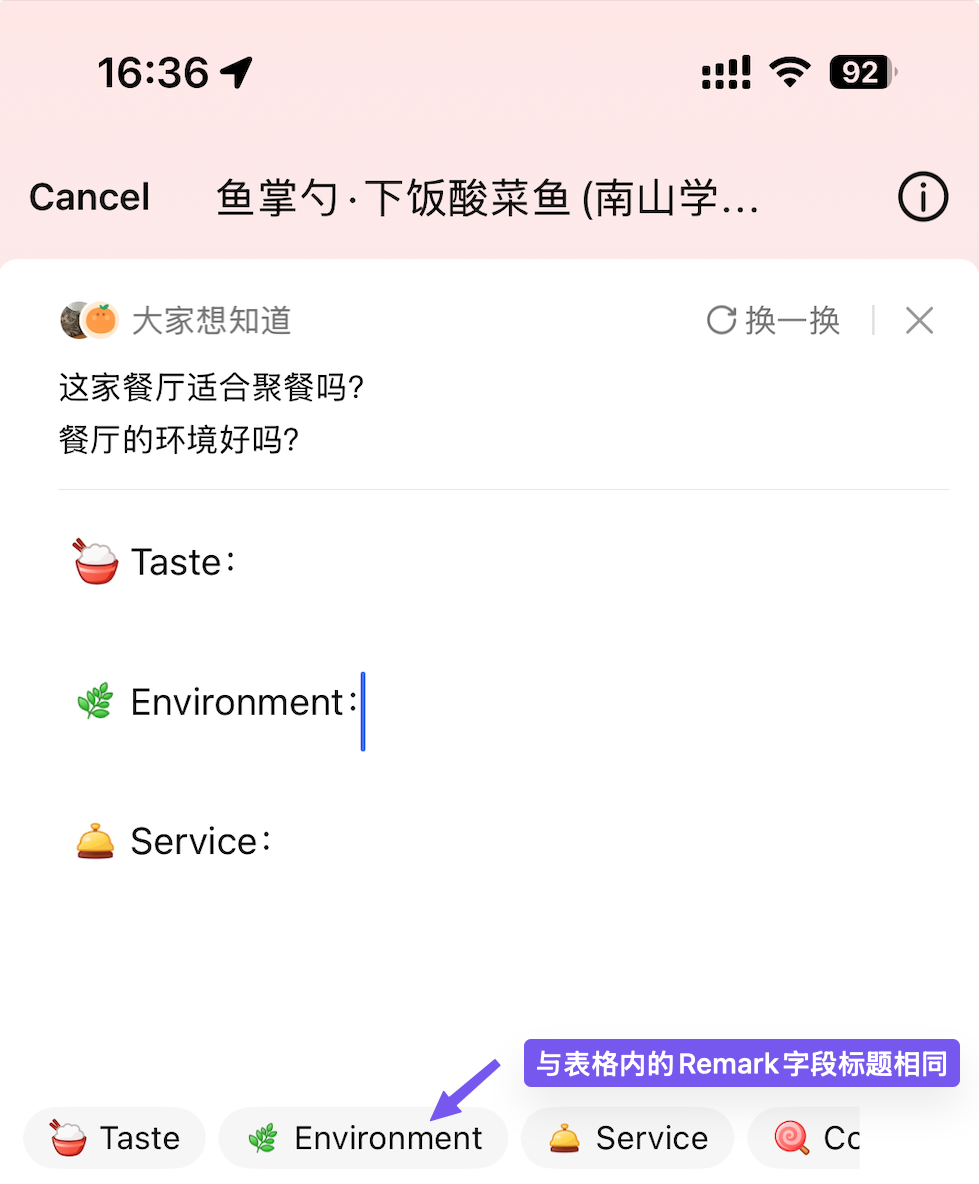 16:36
92
Cancel
鱼掌勺·下饭酸菜鱼 (南山学...
大家想知道
换一换
这家餐厅适合聚餐吗?
餐厅的环境好吗?
Taste:
Environment:
Service:
与表格内的Remark字段标题相同
Taste
Environment
Service
Co